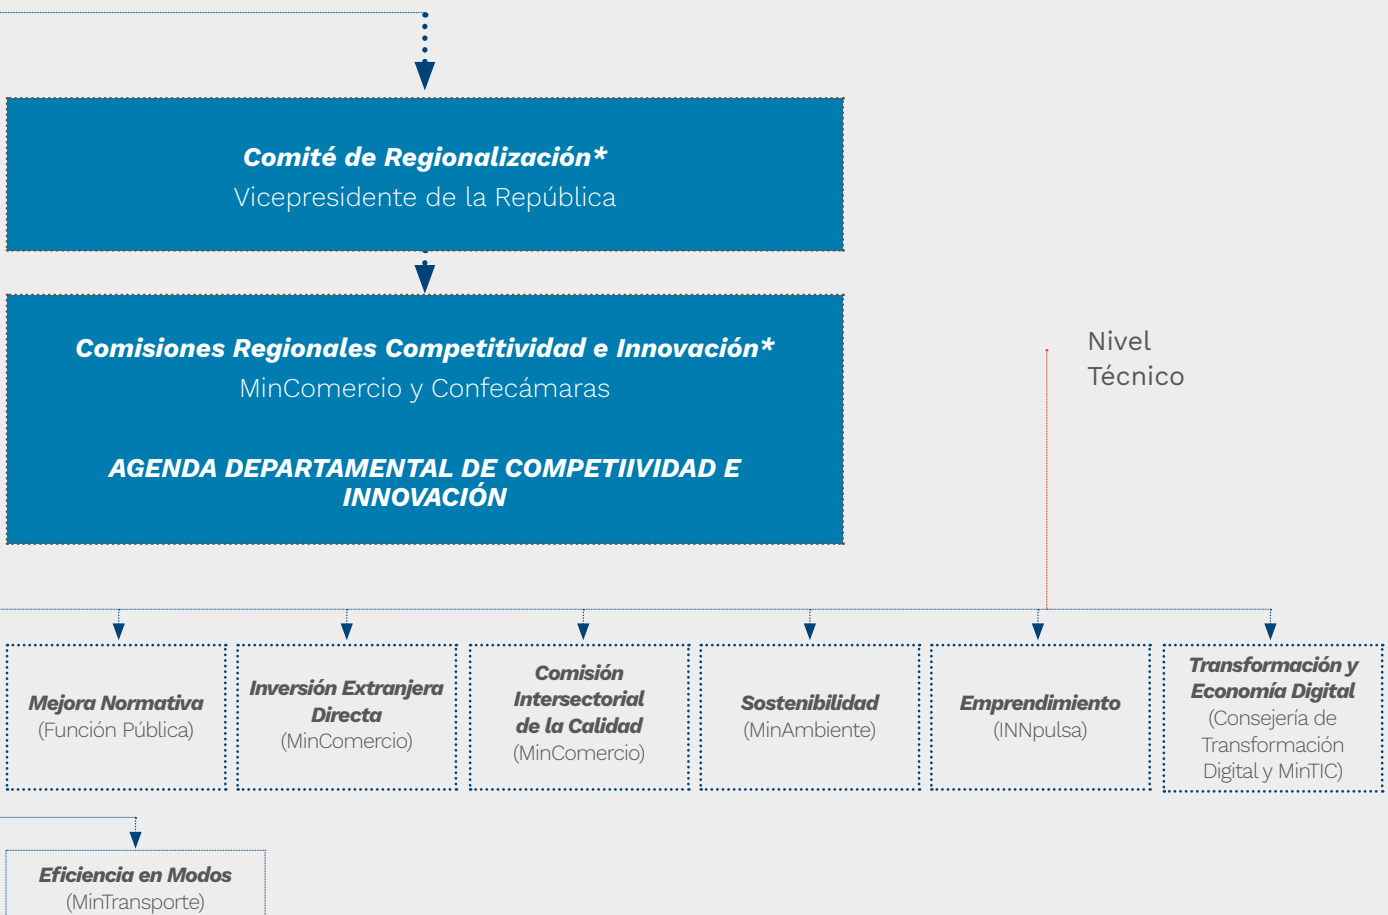 Comité de Regionalización*
Vicepresidente de la República
Comisiones Regionales Competitividad e Innovación*
MinComercio y Confecámaras
AGENDA DEPARTAMENTAL DE COMPETIIVIDAD E
INNOVACIÓN
Nivel
Técnico
Mejora Normativa
(Función Pública)
Inversión Extranjera
Directa
(MinComercio)
Comisión
Intersectorial
de la Calidad
(MinComercio)
Sostenibilidad
(MinAmbiente)
Emprendimiento
(INNpulsa)
Transformación y
Economía Digital
(Consejería de
Transformación
Digital y MinTIC)
Eficiencia en Modos
(MinTransporte)